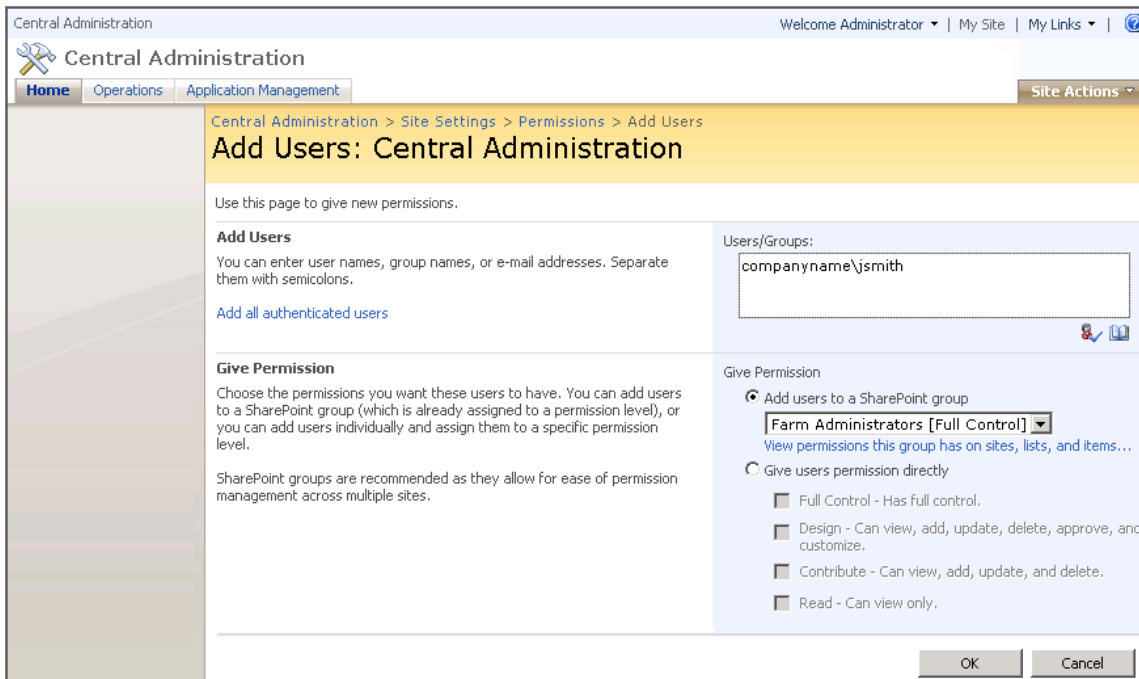 Central Administration
Welcome Administrator | My Site | My Links |
Central Administration
Home Operations Application Management
Site Actions
Central Administration > Site Settings > Permissions > Add Users
Add Users: Central Administration
Use this page to give new permissions.
Add Users
You can enter user names, group names, or e-mail addresses. Separate
them with semicolons.
Add all authenticated users
Users/Groups:
companyname\jsmith
Give Permission
Choose the permissions you want these users to have. You can add users
to a SharePoint group (which is already assigned to a permission level), or
you can add users individually and assign them to a specific permission
level.
SharePoint groups are recommended as they allow for ease of permission
management across multiple sites.
Give Permission
Add users to a SharePoint group
Farm Administrators [Full Control]
View permissions this group has on sites, lists, and items...
Give users permission directly
Full Control - Has full control.
Design - Can view, add, update, delete, approve, and
customize.
Contribute - Can view, add, update, and delete.
Read - Can view only.
OK Cancel